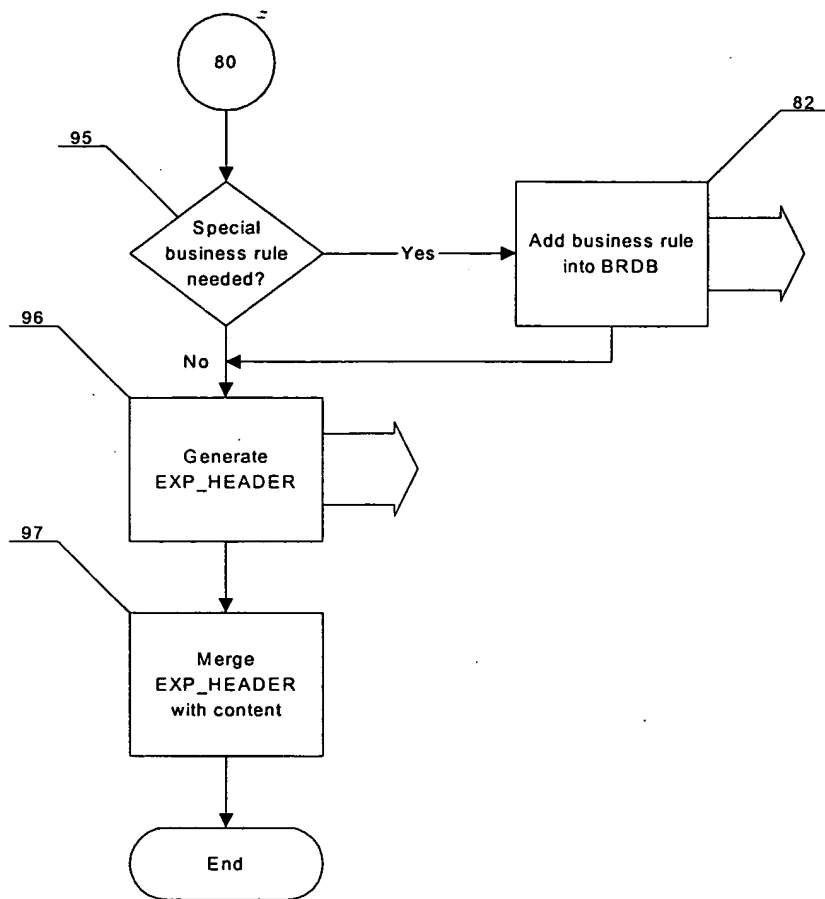 80
95
82
Special
business rule
needed?
Yes
Add business rule
into BRDB
96
No
Generate
EXP_HEADER
97
Merge
EXP_HEADER
with content
End